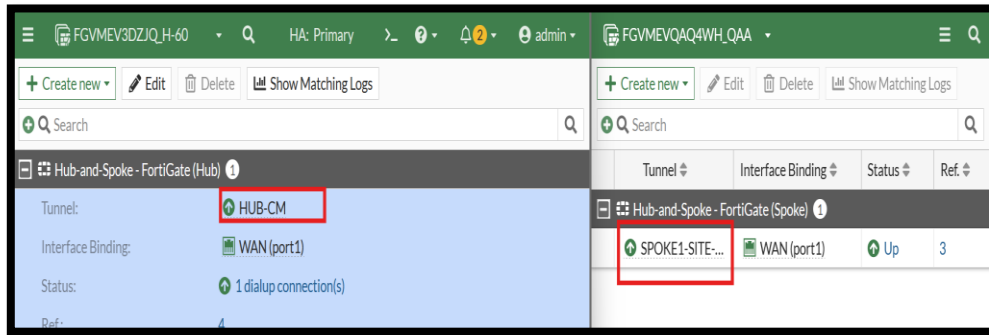 FGVMEV3DZJQ_H-60 HA: Primary >_ 2 admin
+ Create new Edit Delete Show Matching Logs
Search
Hub-and-Spoke - FortiGate (Hub) 1
Tunnel: HUB-CM
Interface Binding: WAN (port1)
Status: 1 dialup connection(s)
Ref.: 4
FGVMEVQAQ4WH_QAA
+ Create new Edit Delete Show Matching Logs
Search
Tunnel Interface Binding Status Ref.
Hub-and-Spoke - FortiGate (Spoke) 1
SPOKE1-SITE-... WAN (port1) Up 3